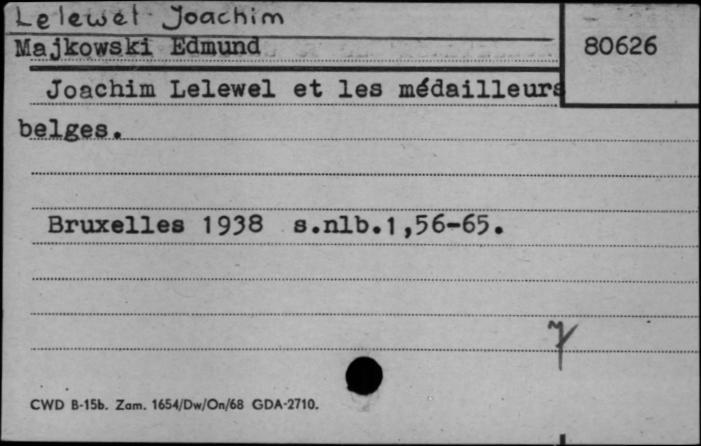 Lelewel Joachim
Majkowski Edmund
80626
Joachim Lelewel et les médailleurs
belges.
Bruxelles 1938 s.nlb.1,56-65.
7
CWD B-15b. Zam. 1654/Dw/On/68 GDA-2710.